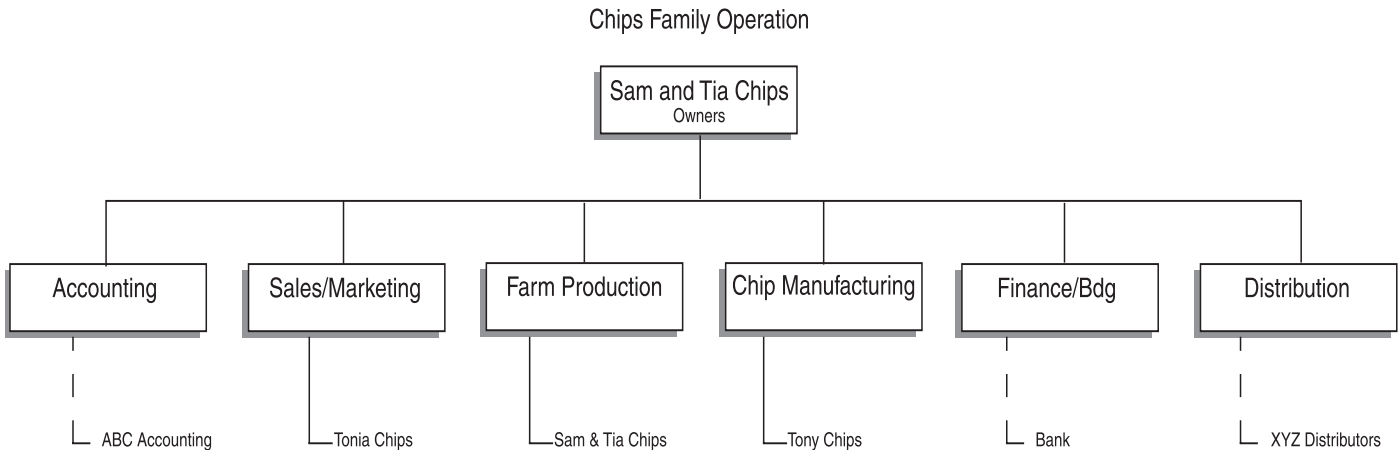 Chips Family Operation
Sam and Tia Chips
Owners
Accounting
Sales/Marketing
Farm Production
Chip Manufacturing
Finance/Bdg
Distribution
ABC Accounting
Tonia Chips
Sam & Tia Chips
Tony Chips
Bank
XYZ Distributors